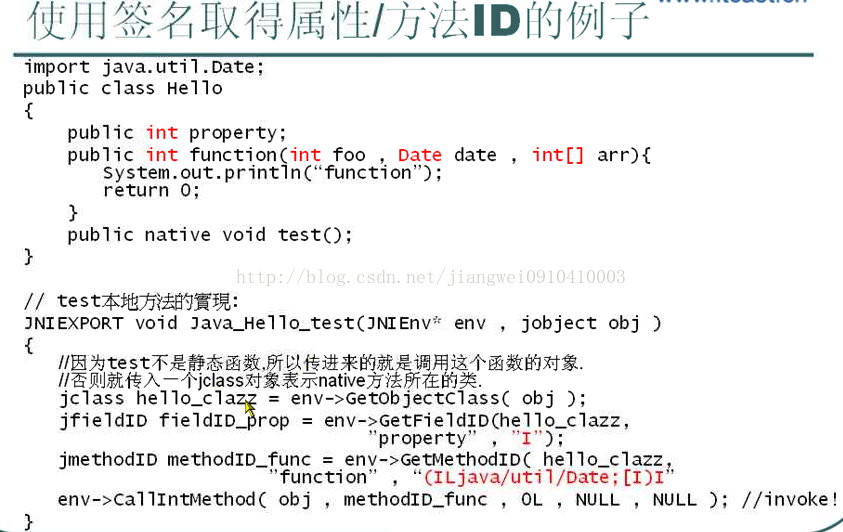 使用签名取得属性/方法ID的例子
import java.util.Date;
public class Hello
{
public int property;
public int function(int foo , Date date , int[] arr){
System.out.println(“function”);
return 0;
}
public native void test();
}
http://blog.csdn.net/jiangwei0910410003
// test本地方法的實現:
JNIEXPORT void Java_Hello_test(JNIEnv* env , jobject obj )
{
//因为test不是静态函数,所以传进来的就是调用这个函数的对象.
//否则就传入一个jclass对象表示native方法所在的类.
jclass hello_clazz = env->GetObjectClass( obj );
jfieldID fieldID_prop = env->GetFieldID(hello_clazz,
”property” , ”I”);
jmethodID methodID_func = env->GetMethodID( hello_clazz,
”function” , “(ILjava/util/Date;[I)I”
env->CallIntMethod( obj , methodID_func , 0L , NULL , NULL ); //invoke!
}